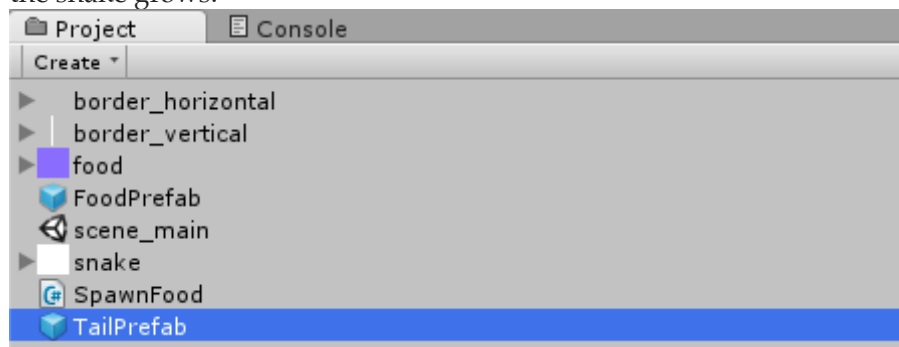 the snake grows.
Project Console
Create
border_horizontal
border_vertical
food
FoodPrefab
scene_main
snake
C# SpawnFood
TailPrefab